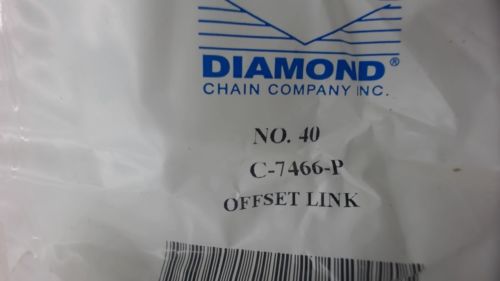 DIAMOND®
CHAIN COMPANY INC.
NO. 40
C-7466-P
OFFSET LINK